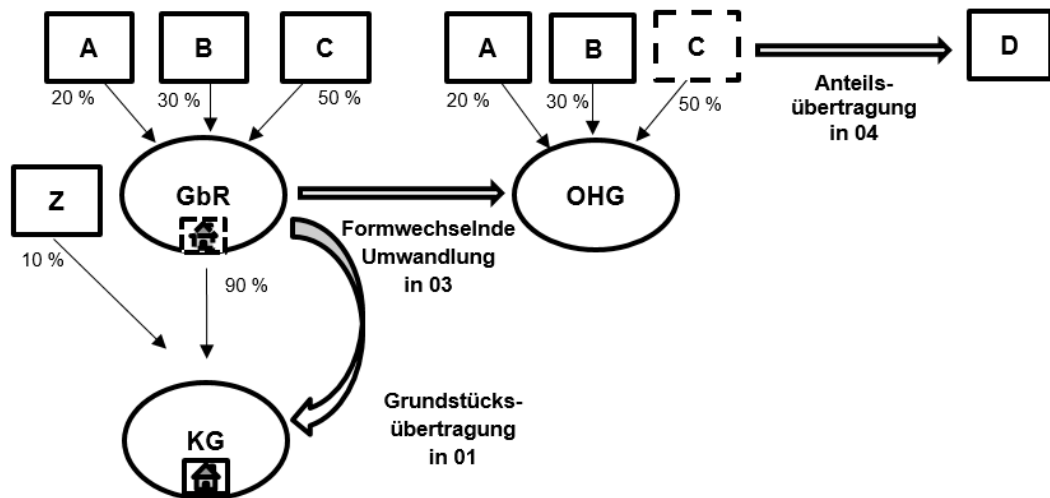 A
B
C
A
B
C
D
20 %
30 %
50 %
20 %
30 %
50 %
Anteils-
übertragung
in 04
Z
GbR
OHG
Formwechselnde
Umwandlung
in 03
10 %
90 %
Grundstücks-
übertragung
in 01
KG